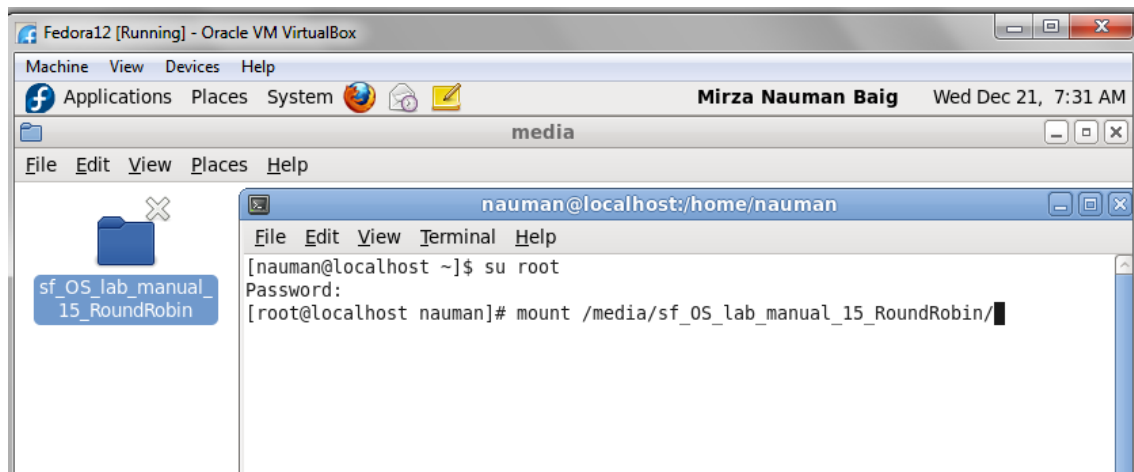 Fedora12 [Running] - Oracle VM VirtualBox
Machine View Devices Help
Applications Places System Mirza Nauman Baig Wed Dec 21, 7:31 AM
media
File Edit View Places Help
nauman@localhost:/home/nauman
File Edit View Terminal Help
[nauman@localhost ~]$ su root
Password:
[root@localhost nauman]# mount /media/sf_OS_lab_manual_15_RoundRobin/
sf_OS_lab_manual_
15_RoundRobin